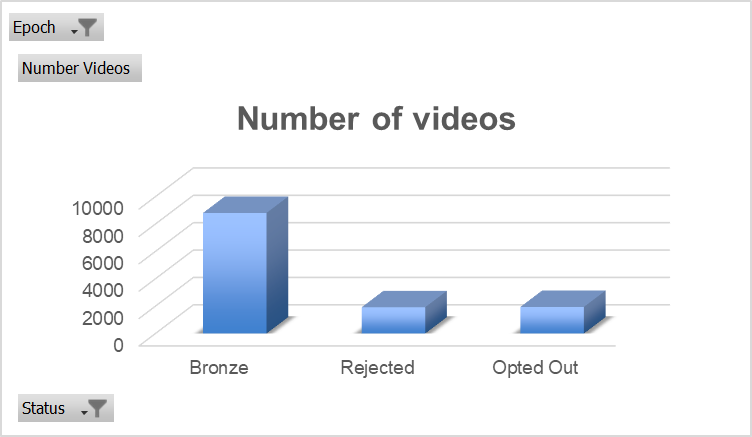 Epoch
Number Videos
Number of videos
10000
8000
6000
4000
2000
0
Bronze Rejected Opted Out
Status